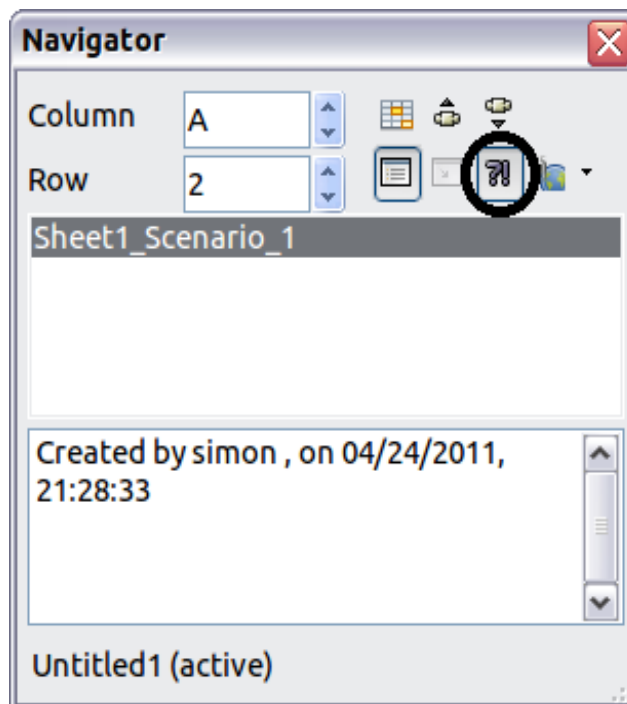 Navigator
Column A
Row 2
Sheet1_Scenario_1
Created by simon , on 04/24/2011,
21:28:33
Untitled1 (active)